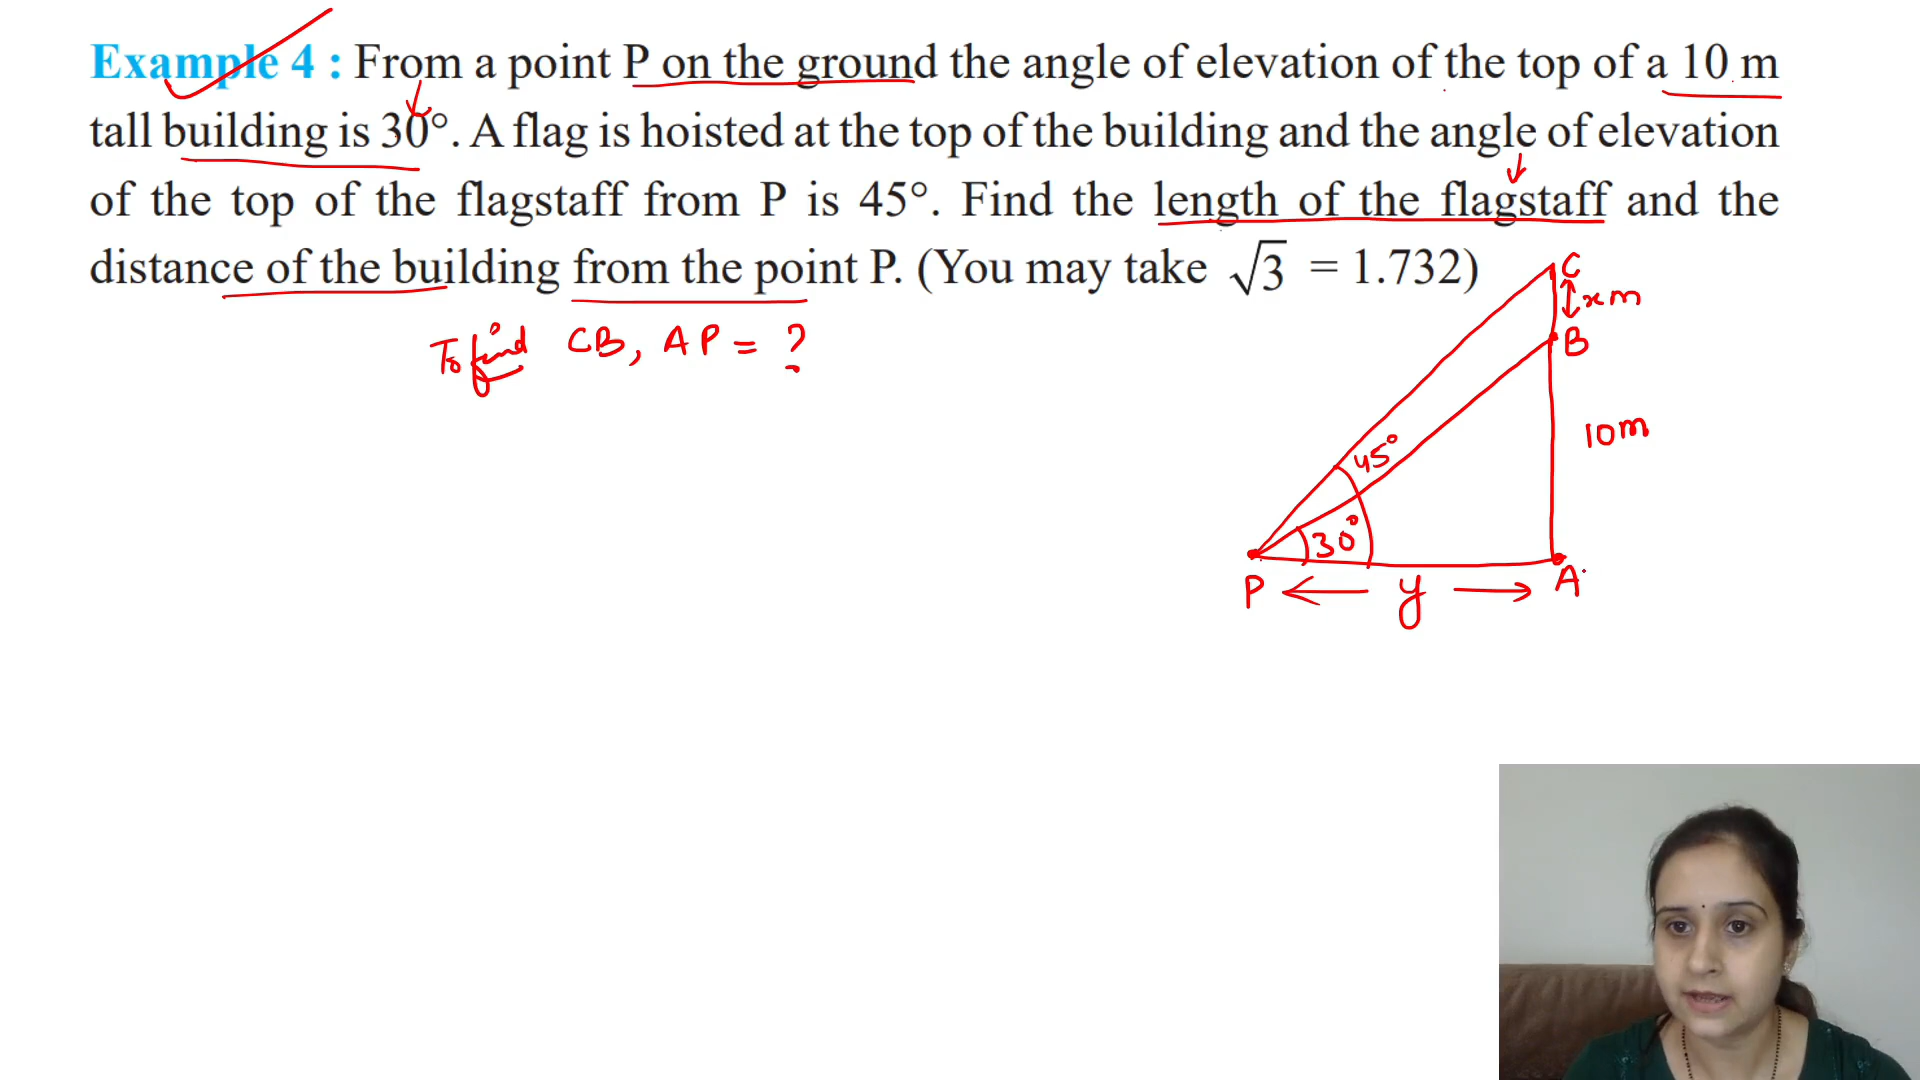 Example 4 : From a point P on the ground the angle of elevation of the top of a 10 m
tall building is 30°. A flag is hoisted at the top of the building and the angle of elevation
of the top of the flagstaff from P is 45°. Find the length of the flagstaff and the
distance of the building from the point P. (You may take √3 = 1.732)
To find CB, AP = ?
C
x m
B
10m
45°
30°
P y A